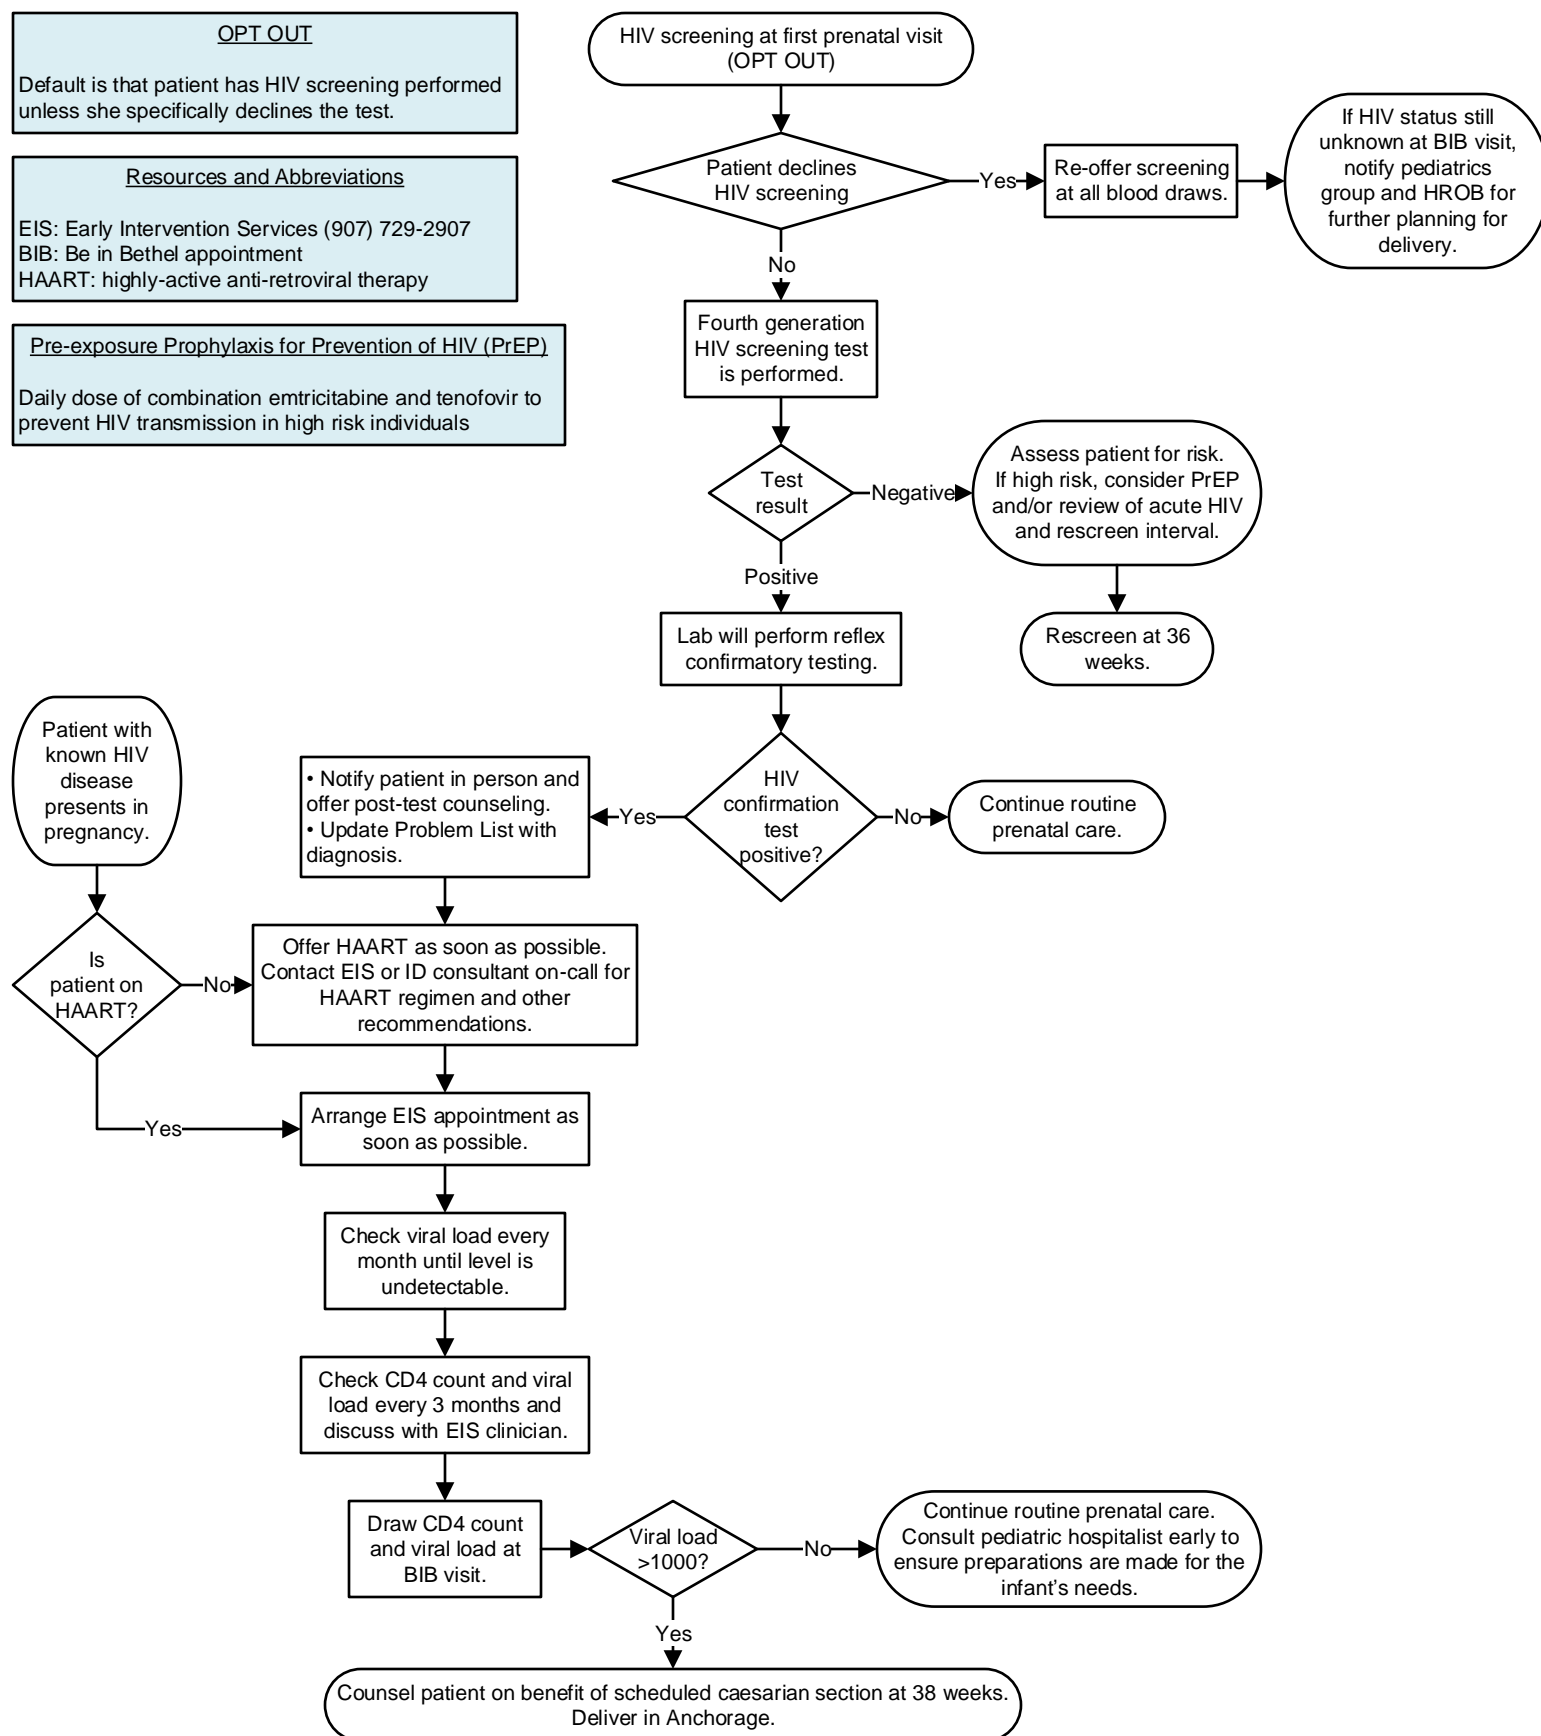 OPT OUT
Default is that patient has HIV screening performed
unless she specifically declines the test.
Resources and Abbreviations
EIS: Early Intervention Services (907) 729-2907
BIB: Be in Bethel appointment
HAART: highly-active anti-retroviral therapy
Pre-exposure Prophylaxis for Prevention of HIV (PrEP)
Daily dose of combination emtricitabine and tenofovir to
prevent HIV transmission in high risk individuals
HIV screening at first prenatal visit
(OPT OUT)
Patient declines
HIV screening
Yes
Re-offer screening
at all blood draws.
If HIV status still
unknown at BIB visit,
notify pediatrics
group and HROB for
further planning for
delivery.
No
Fourth generation
HIV screening test
is performed.
Test
result
Negative
Assess patient for risk.
If high risk, consider PrEP
and/or review of acute HIV
and rescreen interval.
Rescreen at 36
weeks.
Positive
Lab will perform reflex
confirmatory testing.
HIV
confirmation
test
positive?
No
Continue routine
prenatal care.
Yes
• Notify patient in person and
offer post-test counseling.
• Update Problem List with
diagnosis.
Patient with
known HIV
disease
presents in
pregnancy.
Is
patient on
HAART?
No
Offer HAART as soon as possible.
Contact EIS or ID consultant on-call for
HAART regimen and other
recommendations.
Yes
Arrange EIS appointment as
soon as possible.
Check viral load every
month until level is
undetectable.
Check CD4 count and viral
load every 3 months and
discuss with EIS clinician.
Draw CD4 count
and viral load at
BIB visit.
Viral load
>1000?
No
Continue routine prenatal care.
Consult pediatric hospitalist early to
ensure preparations are made for the
infant's needs.
Yes
Counsel patient on benefit of scheduled caesarian section at 38 weeks.
Deliver in Anchorage.